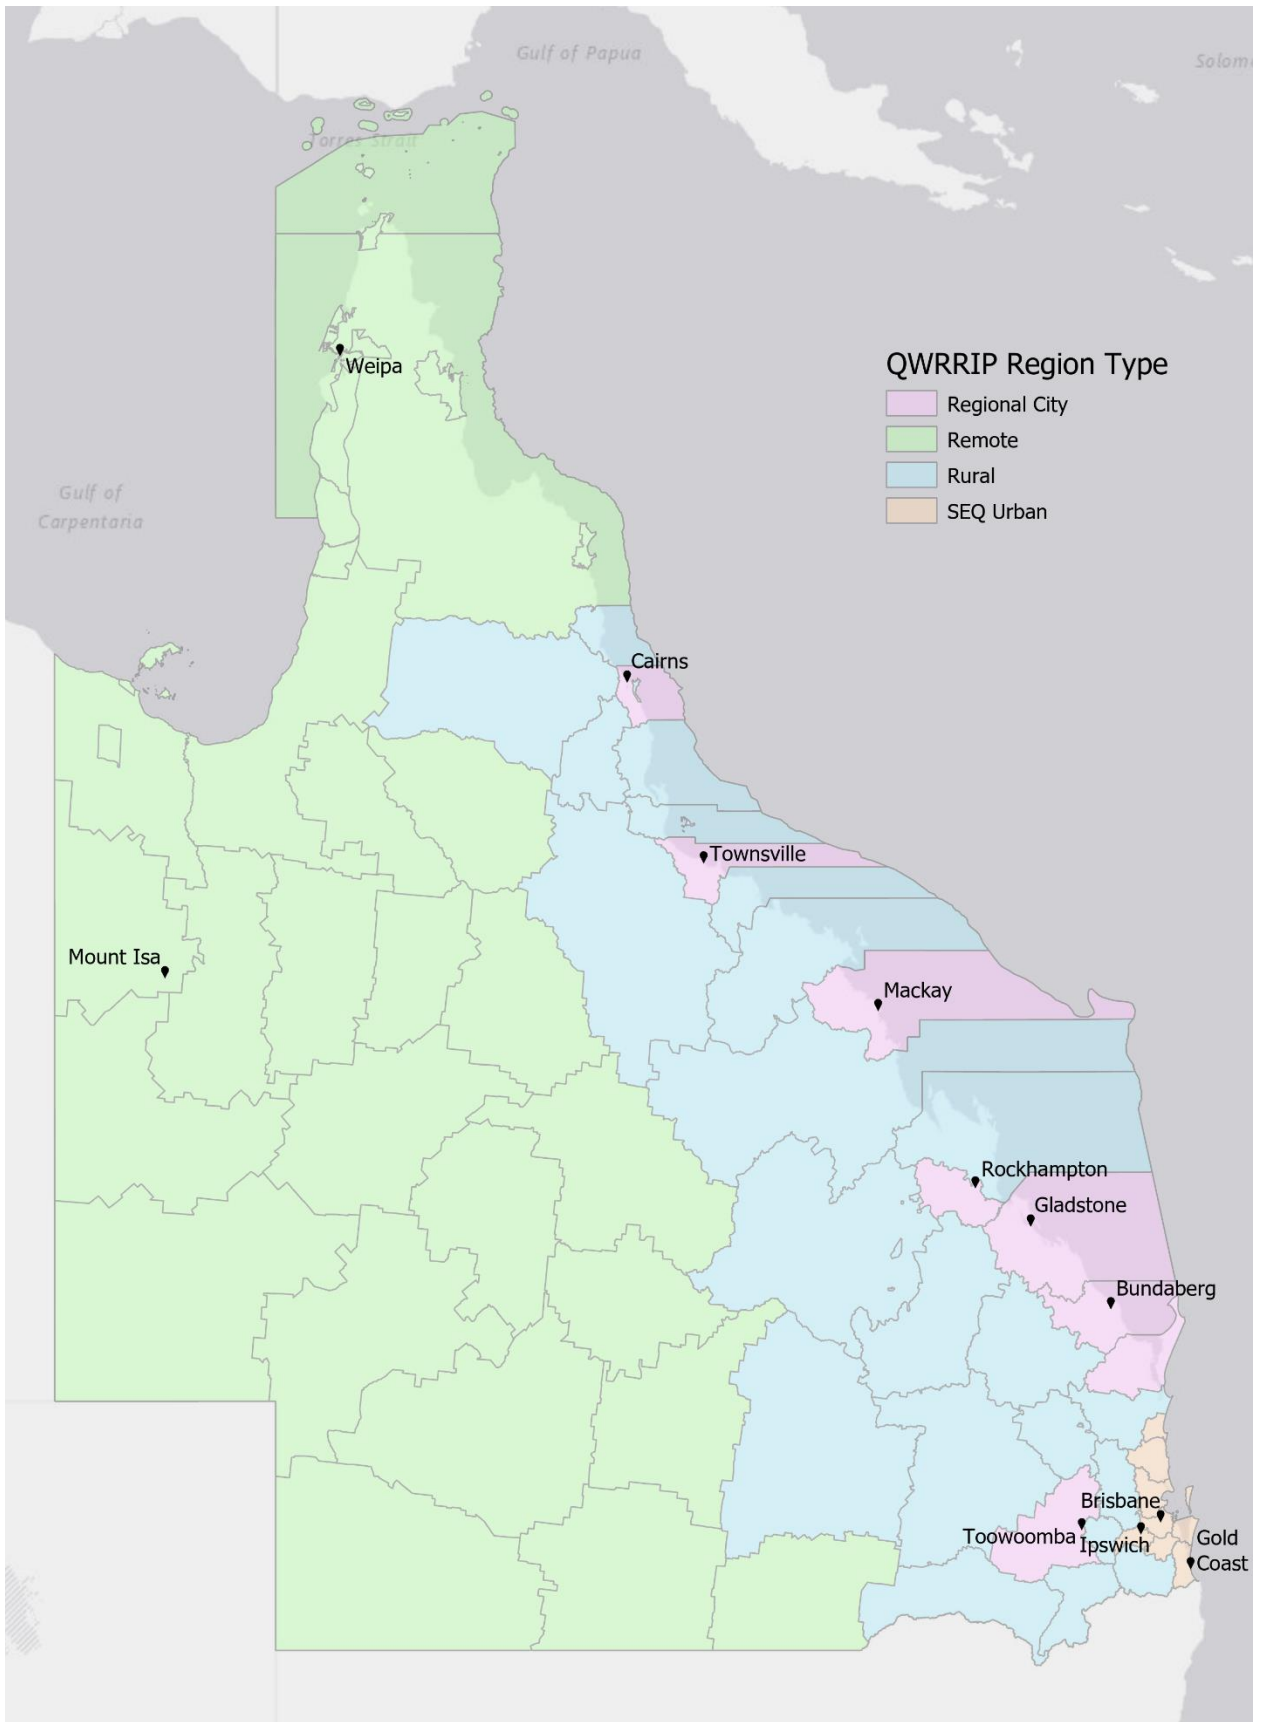 Gulf of Papua
Solom
Torres Strait
Weipa
QWRRIP Region Type
Regional City
Remote
Rural
SEQ Urban
Gulf of
Carpentaria
Cairns
Townsville
Mount Isa
Mackay
Rockhampton
Gladstone
Bundaberg
Brisbane
Toowoomba
Ipswich
Gold
Coast